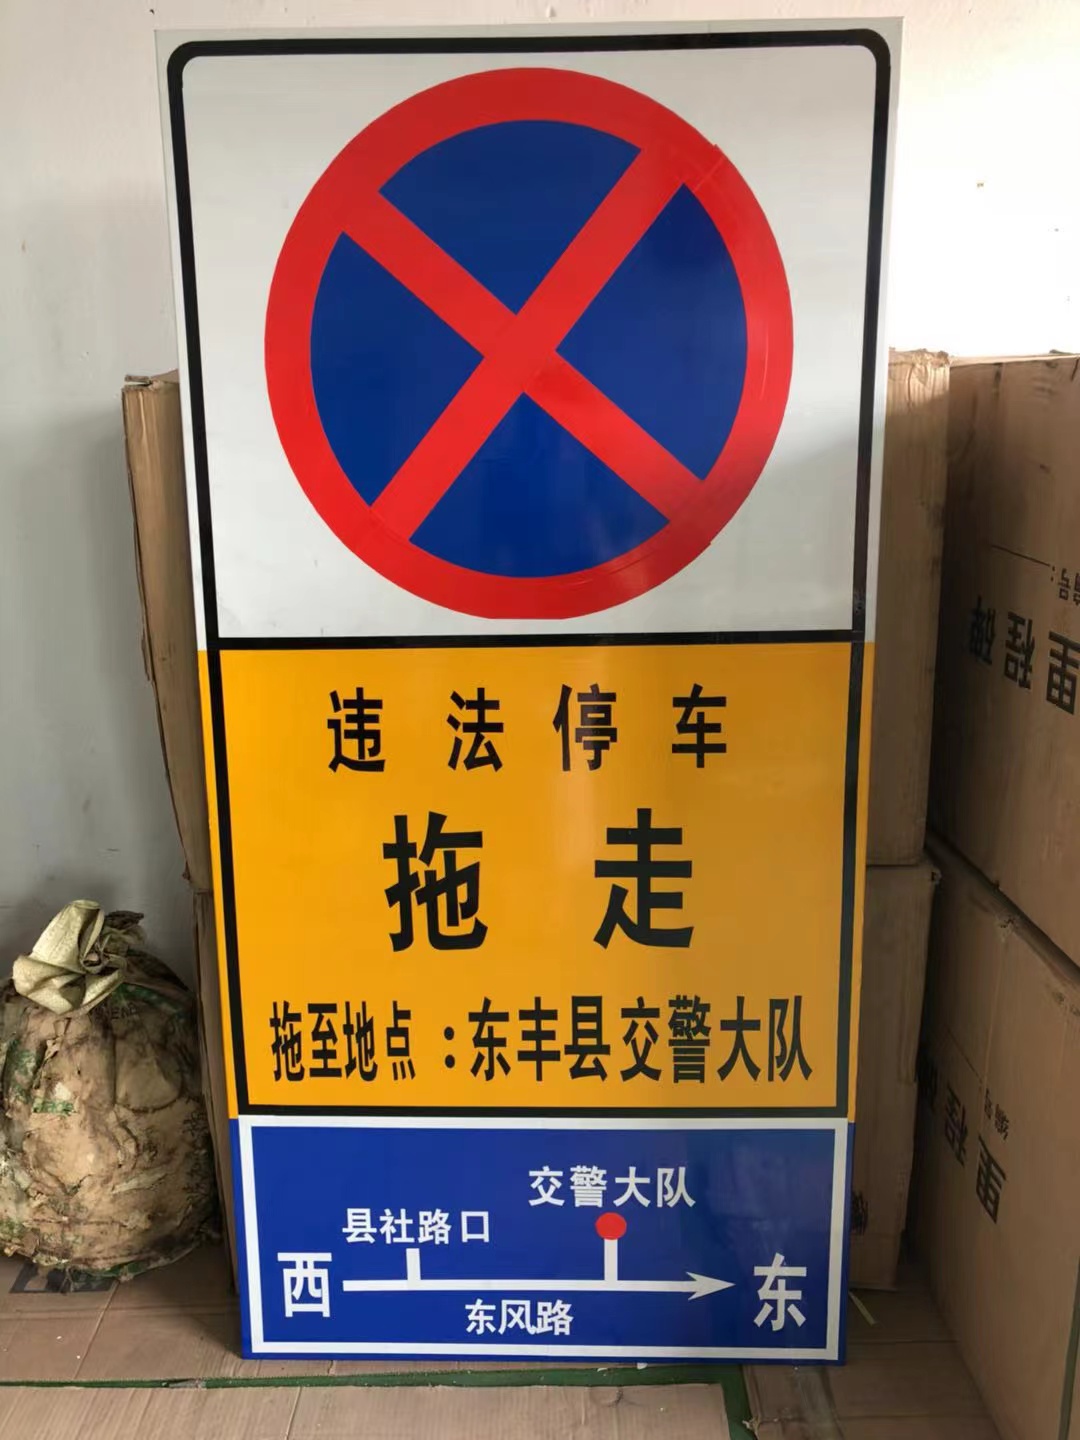 违法停车
拖走
拖至地点：东丰县交警大队
交警大队
县社路口
西
东
东风路